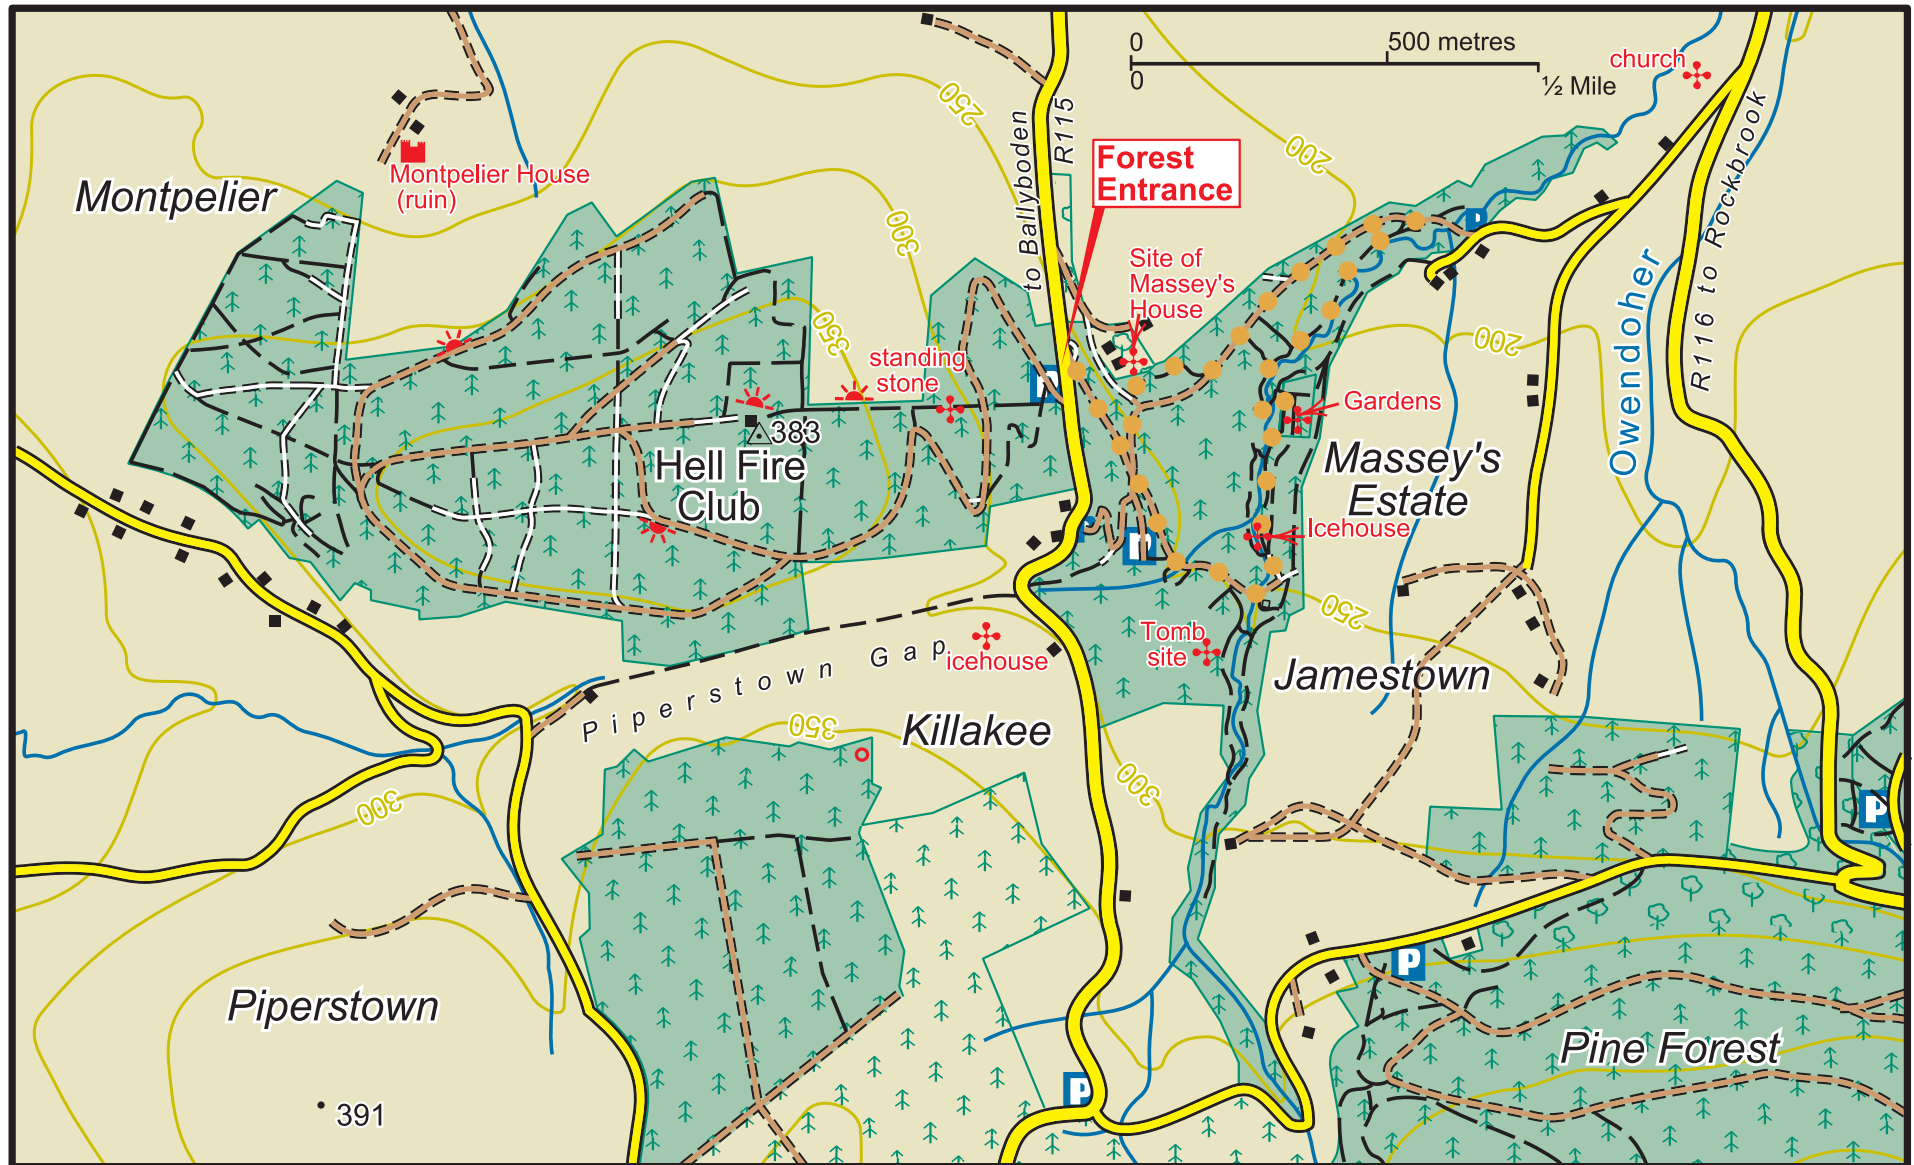 0
500 metres
0
½ Mile
church
250
to Ballyboden
R115
Forest
Entrance
200
R116 to Rockbrook
Montpelier House
(ruin)
Montpelier
300
P
Site of
Massey's
House
Owendoher
350
standing
stone
200
P
Gardens
383
Hell Fire
Club
Massey's
Estate
Icehouse
P
P
250
Tomb
site
icehouse
Piperstown Gap
Jamestown
Killakee
350
300
300
P
P
Piperstown
Pine Forest
P
391